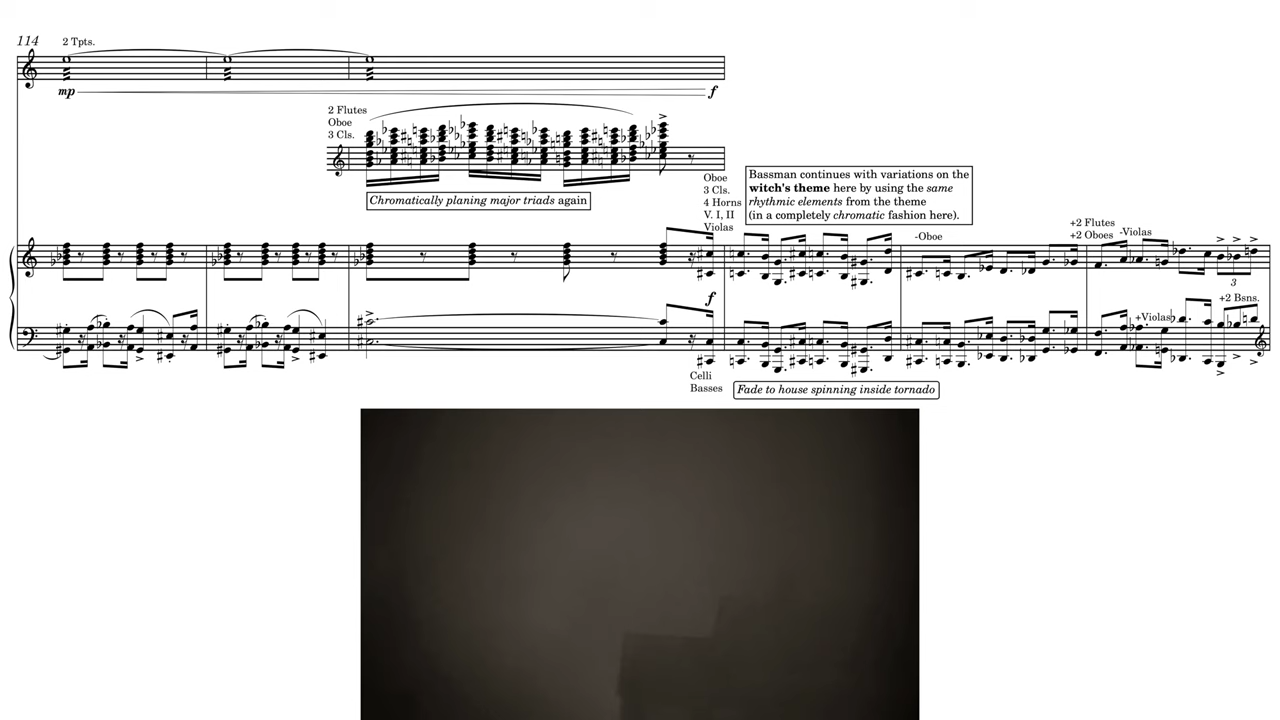 114
2 Tpts.
mp
f
2 Flutes
Oboe
3 Cls.
Chromatically planing major triads again
Oboe
3 Cls.
4 Horns
V. I, II
Violas
Bassman continues with variations on the
witch's theme here by using the same
rhythmic elements from the theme
(in a completely chromatic fashion here).
-Oboe
+2 Flutes
+2 Oboes
-Violas
3
f
+Violas
+2 Bsns.
Celli
Basses
Fade to house spinning inside tornado